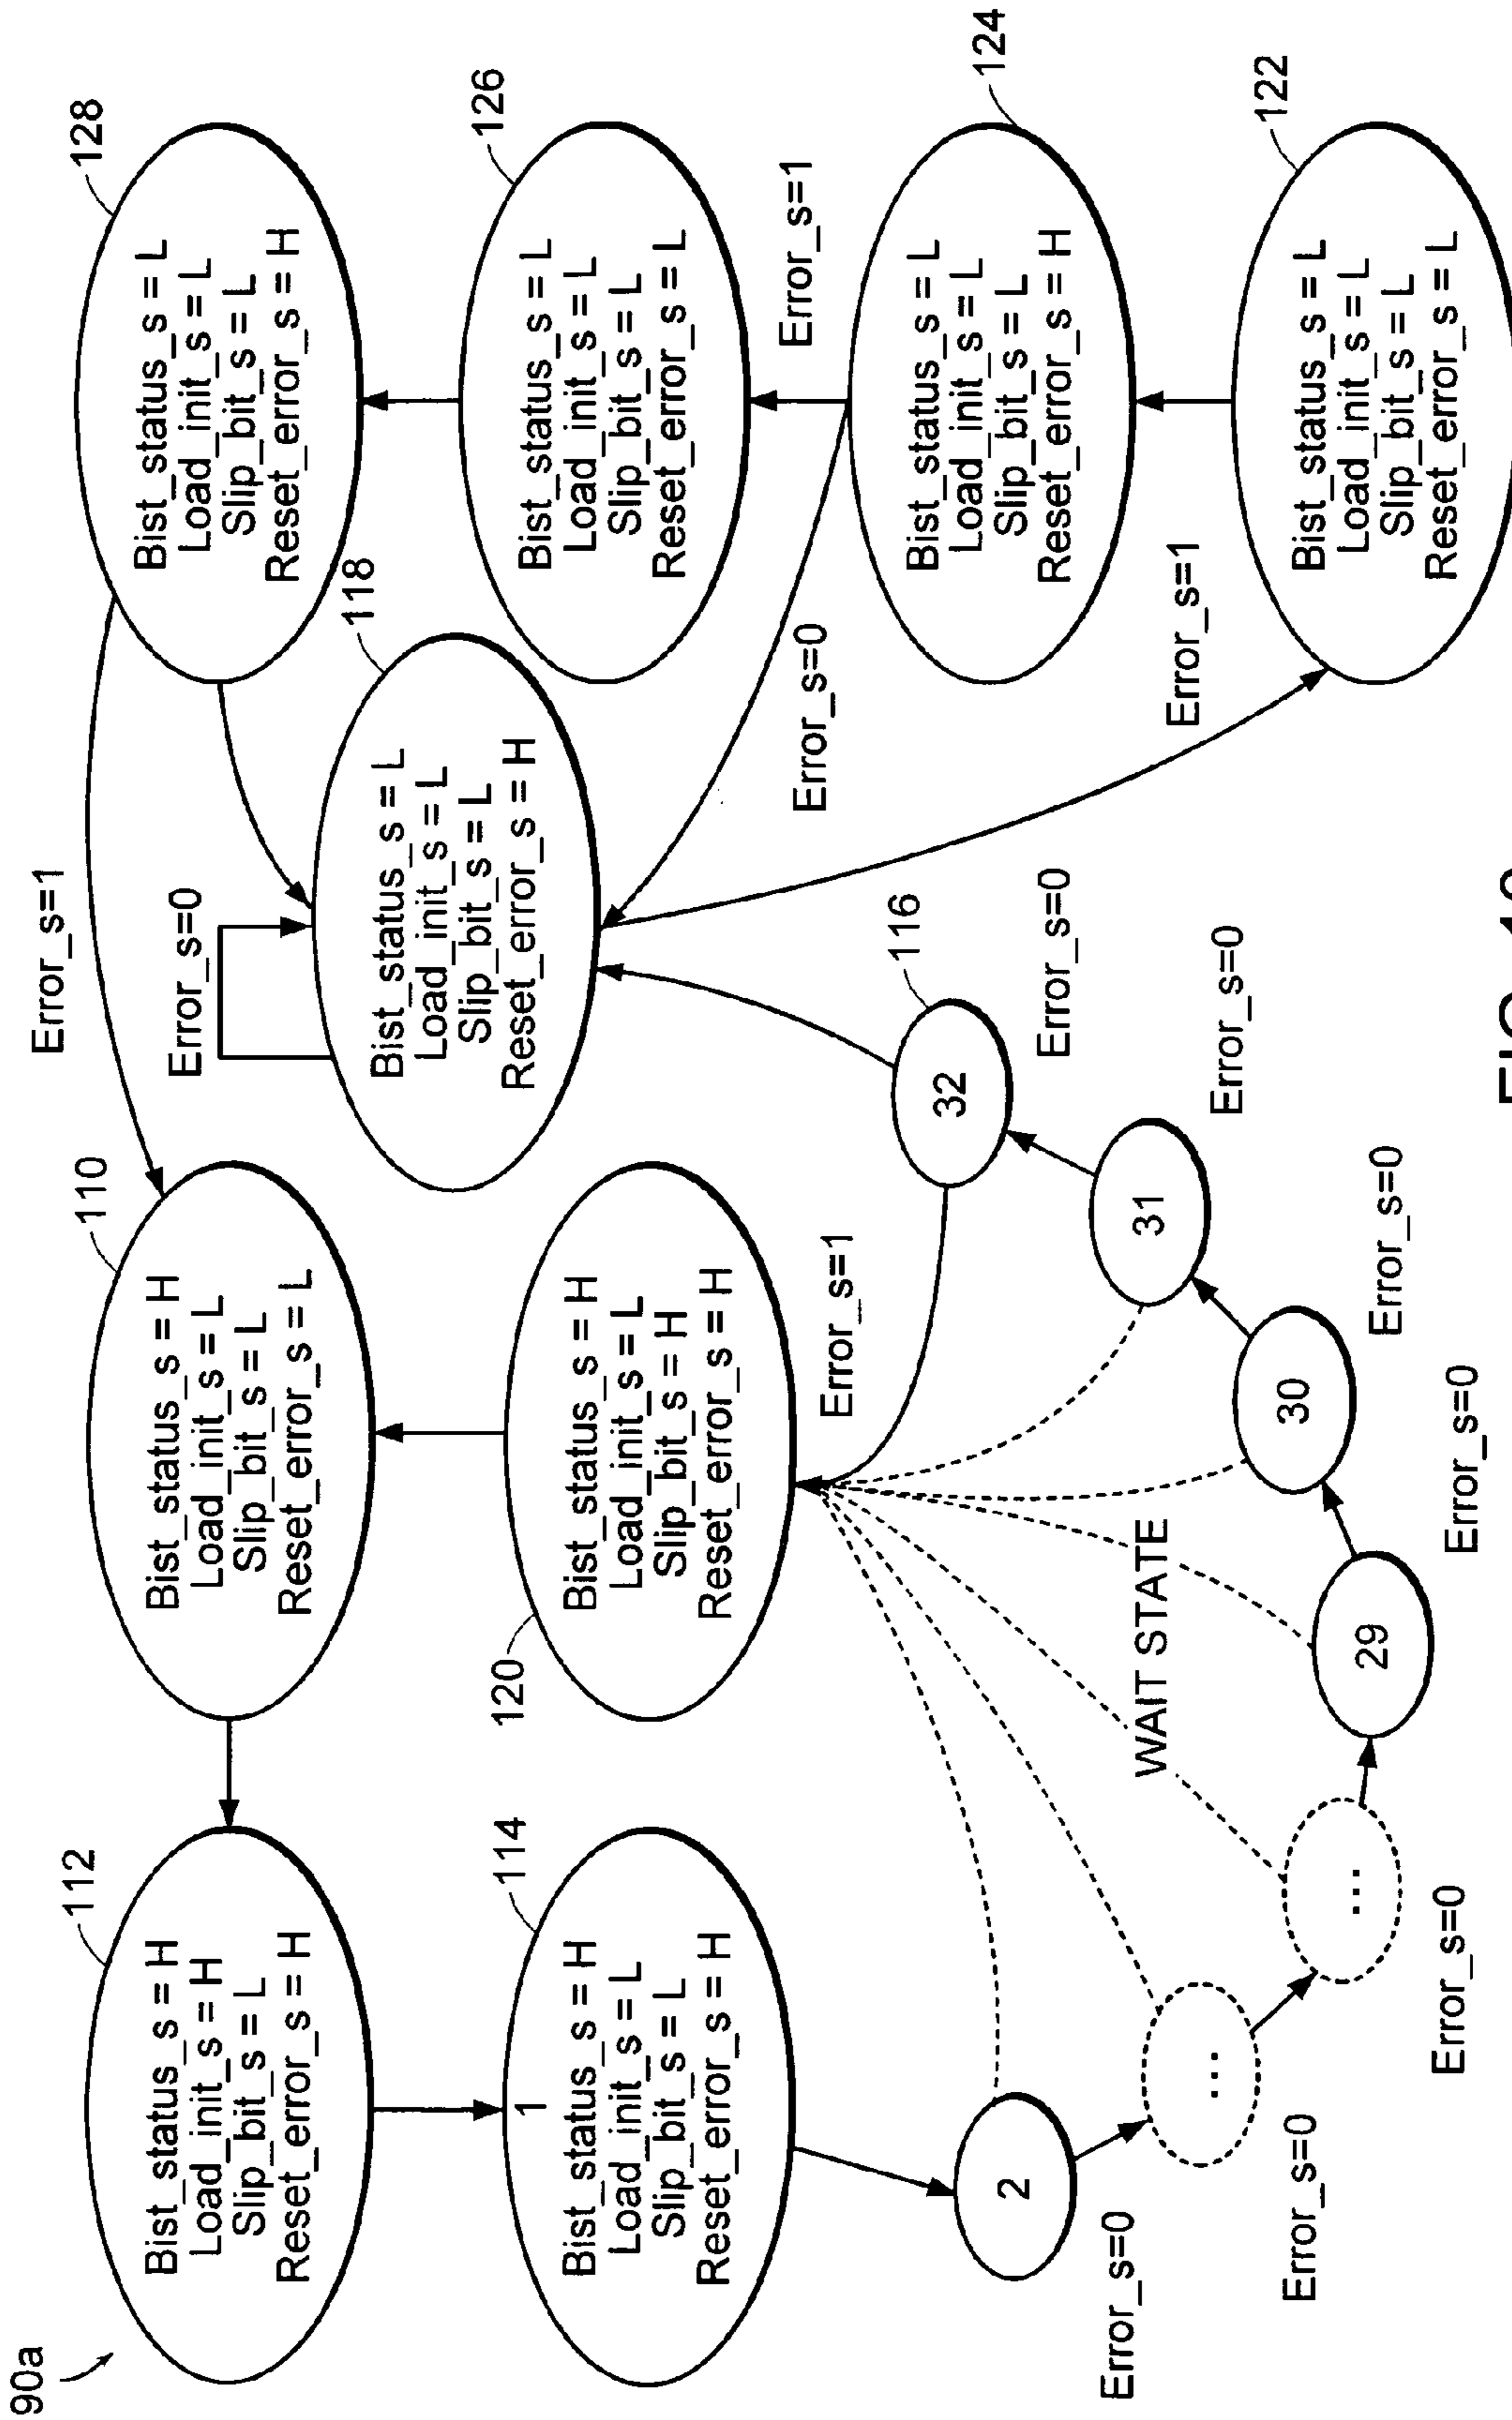 90a
112
Bist_status_s = H
Load_init_s = H
Slip_bit_s = L
Reset_error_s = H
110
Bist_status_s = H
Load_init_s = L
Slip_bit_s = L
Reset_error_s = L
Error_s=1
128
Bist_status_s = L
Load_init_s = L
Slip_bit_s = L
Reset_error_s = H
Error_s=0
118
Bist_status_s = L
Load_init_s = L
Slip_bit_s = L
Reset_error_s = H
114
1
Bist_status_s = H
Load_init_s = L
Slip_bit_s = L
Reset_error_s = H
120
Bist_status_s = H
Load_init_s = L
Slip_bit_s = H
Reset_error_s = H
126
Bist_status_s = L
Load_init_s = L
Slip_bit_s = L
Reset_error_s = L
Error_s=1
Error_s=0
Error_s=1
116
32
Error_s=0
124
Bist_status_s = L
Load_init_s = L
Slip_bit_s = L
Reset_error_s = H
2
Error_s=0
WAIT STATE
31
Error_s=0
Error_s=1
...
Error_s=0
30
Error_s=0
...
Error_s=0
29
Error_s=0
122
Bist_status_s = L
Load_init_s = L
Slip_bit_s = L
Reset_error_s = L
FIG.